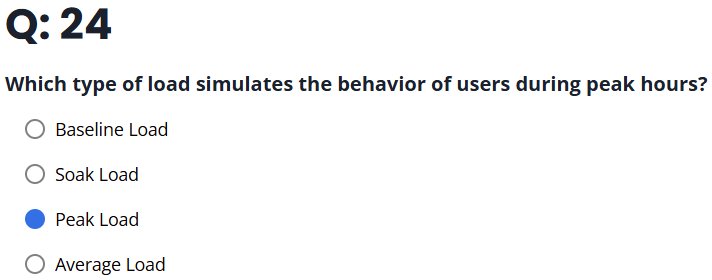 Q: 24
Which type of load simulates the behavior of users during peak hours?
Baseline Load
Soak Load
Peak Load
Average Load